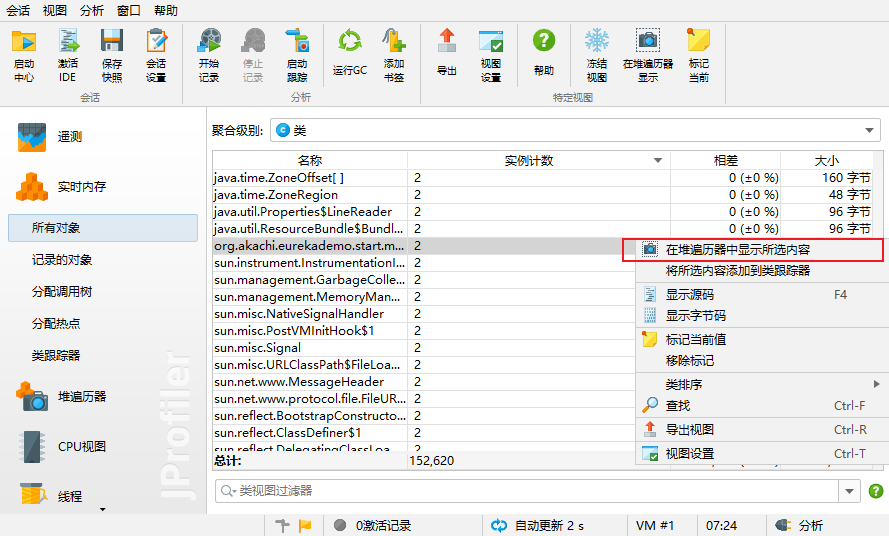 会话 视图 分析 窗口 帮助
启动中心 激活IDE 保存快照 会话设置 开始记录 停止记录 启动跟踪 运行GC 添加书签 导出 视图设置 帮助 冻结视图 在堆遍历器显示 标记当前
会话 分析 特定视图
遥测
实时内存
所有对象
记录的对象
分配调用树
分配热点
类跟踪器
堆遍历器
CPU视图
线程
JProfiler
聚合级别: C 类
名称 实例计数 相差 大小
java.time.ZoneOffset[ ] 2 0 (±0 %) 160 字节
java.time.ZoneRegion 2 0 (±0 %) 48 字节
java.util.Properties$LineReader 2 0 (±0 %) 96 字节
java.util.ResourceBundle$Bundl... 2 0 (±0 %) 96 字节
org.akachi.eurekademo.start.m... 2
sun.instrument.InstrumentationI... 2
sun.management.GarbageColle... 2
sun.management.MemoryMan... 2
sun.misc.NativeSignalHandler 2
sun.misc.PostVMInitHook$1 2
sun.misc.Signal 2
sun.misc.URLClassPath$FileLoa... 2
sun.net.www.MessageHeader 2
sun.net.www.protocol.file.FileUR... 2
sun.reflect.BootstrapConstructo... 2
sun.reflect.ClassDefiner$1 2
sun.reflect.DelegatingClassLoa... 2
总计: 152,620
在堆遍历器中显示所选内容
将所选内容添加到类跟踪器
显示源码 F4
显示字节码
标记当前值
移除标记
类排序
查找 Ctrl-F
导出视图 Ctrl-R
视图设置 Ctrl-T
类视图过滤器
0激活记录 自动更新 2 s VM #1 07:24 分析